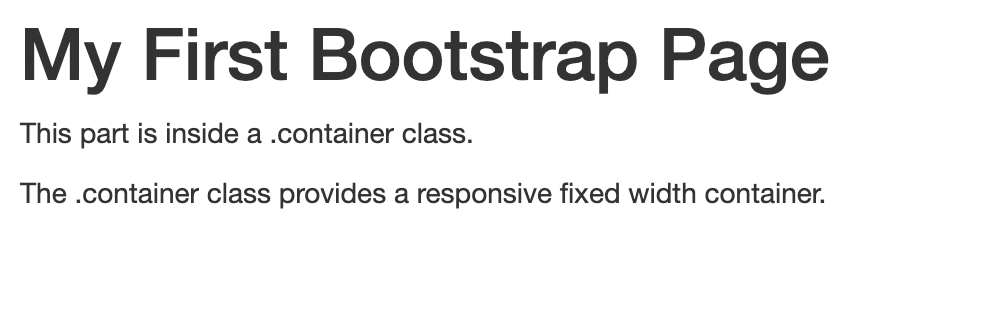 My First Bootstrap Page
This part is inside a .container class.
The .container class provides a responsive fixed width container.